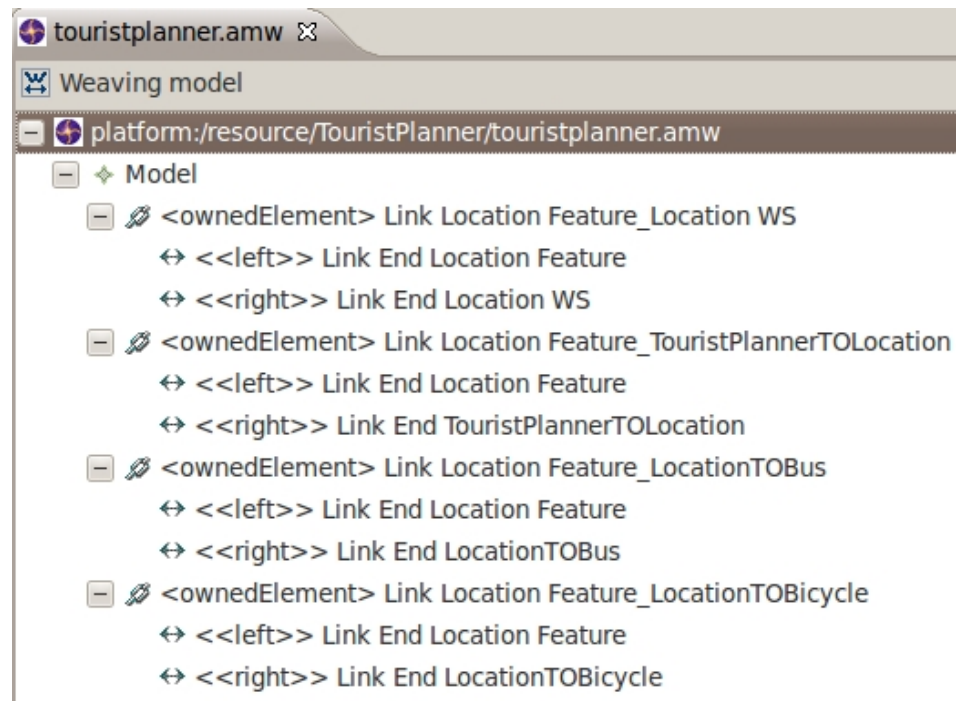 touristplanner.amw
Weaving model
platform:/resource/TouristPlanner/touristplanner.amw
Model
<ownedElement> Link Location Feature_Location WS
<<left>> Link End Location Feature
<<right>> Link End Location WS
<ownedElement> Link Location Feature_TouristPlannerTOLocation
<<left>> Link End Location Feature
<<right>> Link End TouristPlannerTOLocation
<ownedElement> Link Location Feature_LocationTOBus
<<left>> Link End Location Feature
<<right>> Link End LocationTOBus
<ownedElement> Link Location Feature_LocationTOBicycle
<<left>> Link End Location Feature
<<right>> Link End LocationTOBicycle